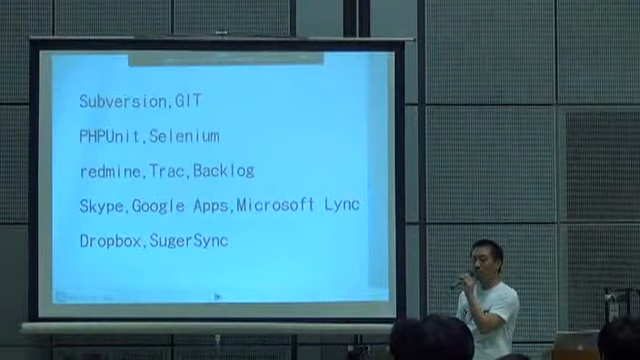 Subversion,GIT
PHPUnit,Selenium
redmine,Trac,Backlog
Skype,Google Apps,Microsoft Lync
Dropbox,SugerSync